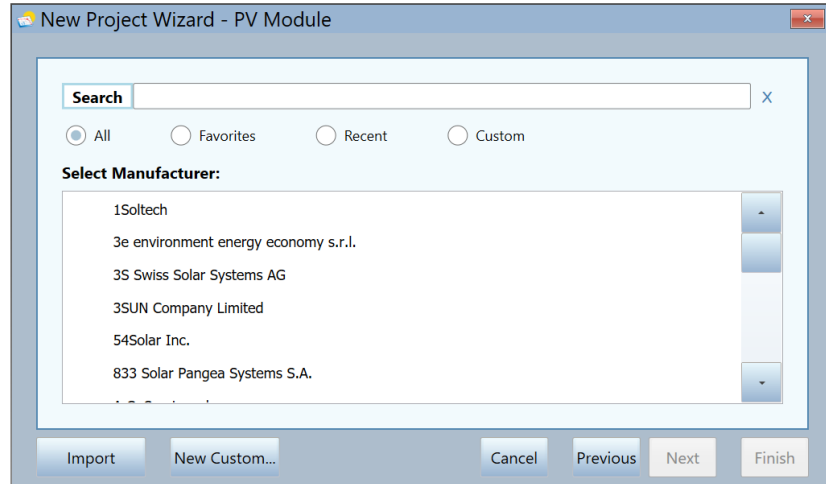 New Project Wizard - PV Module
x
Search
X
All Favorites Recent Custom
Select Manufacturer:
1Soltech
3e environment energy economy s.r.l.
3S Swiss Solar Systems AG
3SUN Company Limited
54Solar Inc.
833 Solar Pangea Systems S.A.
Import New Custom... Cancel Previous Next Finish